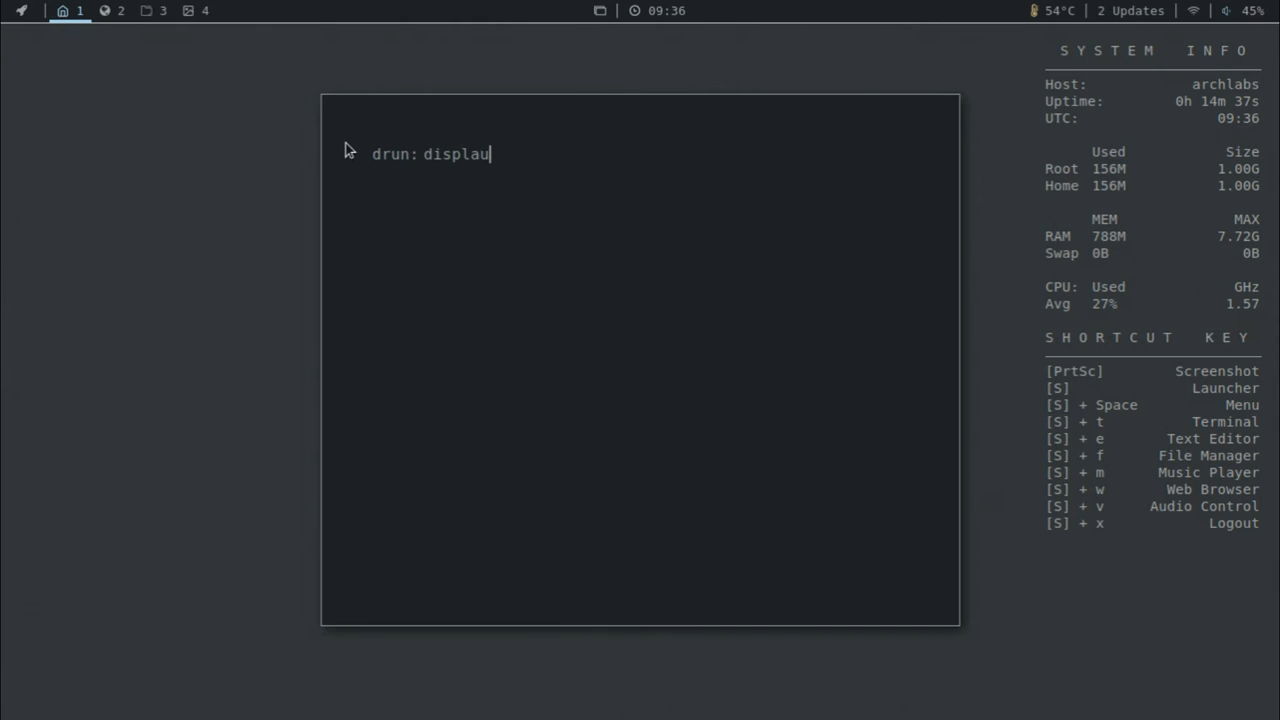 1 2 3 4 09:36 54°C 2 Updates 45%
drun: displau
SYSTEM INFO
Host: archlabs
Uptime: 0h 14m 37s
UTC: 09:36
Used Size
Root 156M 1.00G
Home 156M 1.00G
MEM MAX
RAM 788M 7.72G
Swap 0B 0B
CPU: Used GHz
Avg 27% 1.57
SHORTCUT KEY
[PrtSc] Screenshot
[S] Launcher
[S] + Space Menu
[S] + t Terminal
[S] + e Text Editor
[S] + f File Manager
[S] + m Music Player
[S] + w Web Browser
[S] + v Audio Control
[S] + x Logout